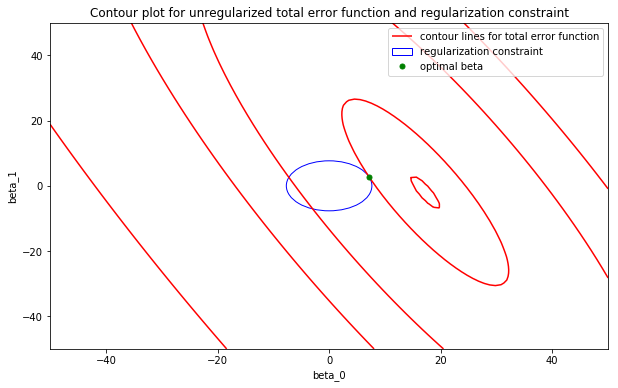 Contour plot for unregularized total error function and regularization constraint
contour lines for total error function
regularization constraint
optimal beta
beta_1
40
20
0
−20
−40
−40
−20
0
20
40
beta_0